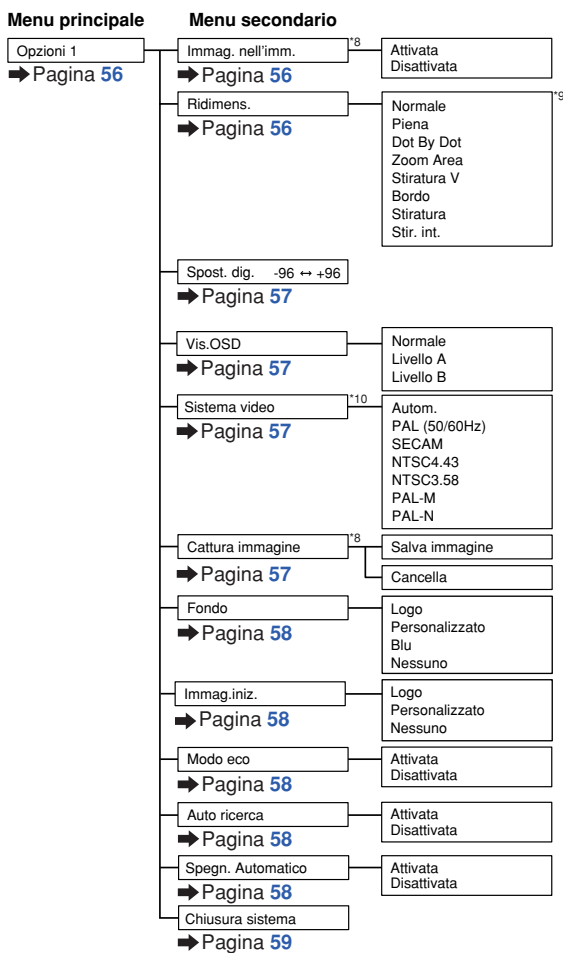 Menu principale Menu secondario
Opzioni 1
➡ Pagina 56
Immag. nell'imm. *8
➡ Pagina 56
Attivata
Disattivata
Ridimens.
➡ Pagina 56
*9
Normale
Piena
Dot By Dot
Zoom Area
Stiratura V
Bordo
Stiratura
Stir. int.
Spost. dig. -96 ↔ +96
➡ Pagina 57
Vis.OSD
➡ Pagina 57
Normale
Livello A
Livello B
Sistema video *10
➡ Pagina 57
Autom.
PAL (50/60Hz)
SECAM
NTSC4.43
NTSC3.58
PAL-M
PAL-N
Cattura immagine *8
➡ Pagina 57
Salva immagine
Cancella
Fondo
➡ Pagina 58
Logo
Personalizzato
Blu
Nessuno
Immag.iniz.
➡ Pagina 58
Logo
Personalizzato
Nessuno
Modo eco
➡ Pagina 58
Attivata
Disattivata
Auto ricerca
➡ Pagina 58
Attivata
Disattivata
Spegn. Automatico
➡ Pagina 58
Attivata
Disattivata
Chiusura sistema
➡ Pagina 59